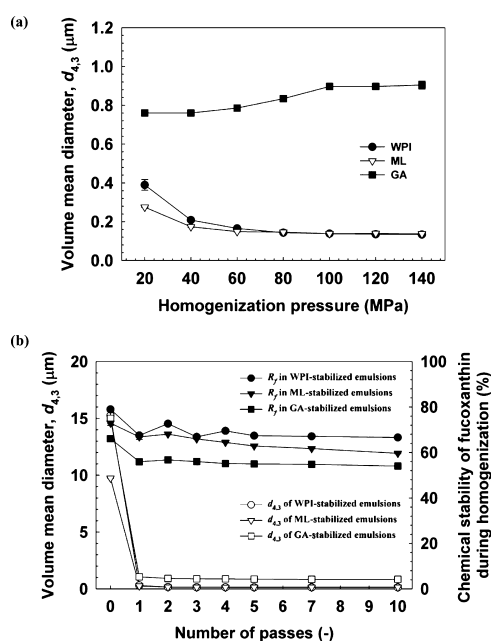 (a)
Volume mean diameter, d4,3 (μm)
1.2
1.0
0.8
0.6
0.4
0.2
0.0
WPI
ML
GA
20 40 60 80 100 120 140
Homogenization pressure (MPa)
(b)
Volume mean diameter, d4,3 (μm)
20
15
10
5
0
Rf in WPI-stabilized emulsions
Rf in ML-stabilized emulsions
Rf in GA-stabilized emulsions
d4,3 of WPI-stabilized emulsions
d4,3 of ML-stabilized emulsions
d4,3 of GA-stabilized emulsions
100
80
60
40
20
0
Chemical stability of fucoxanthin
during homogenization (%)
0 1 2 3 4 5 6 7 8 9 10
Number of passes (-)